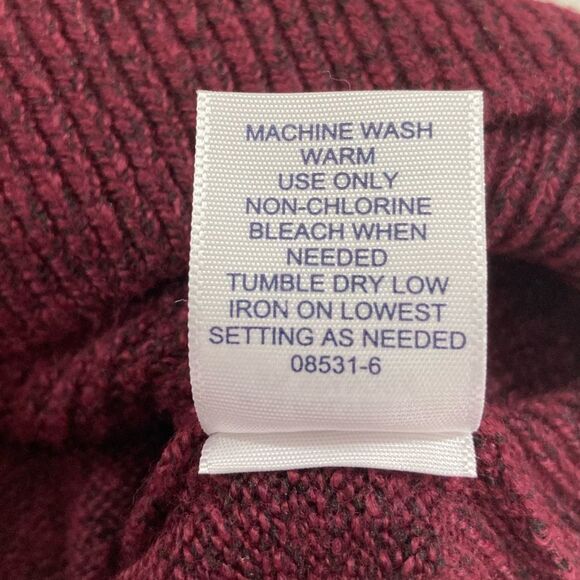 MACHINE WASH
WARM
USE ONLY
NON-CHLORINE
BLEACH WHEN
NEEDED
TUMBLE DRY LOW
IRON ON LOWEST
SETTING AS NEEDED
08531-6